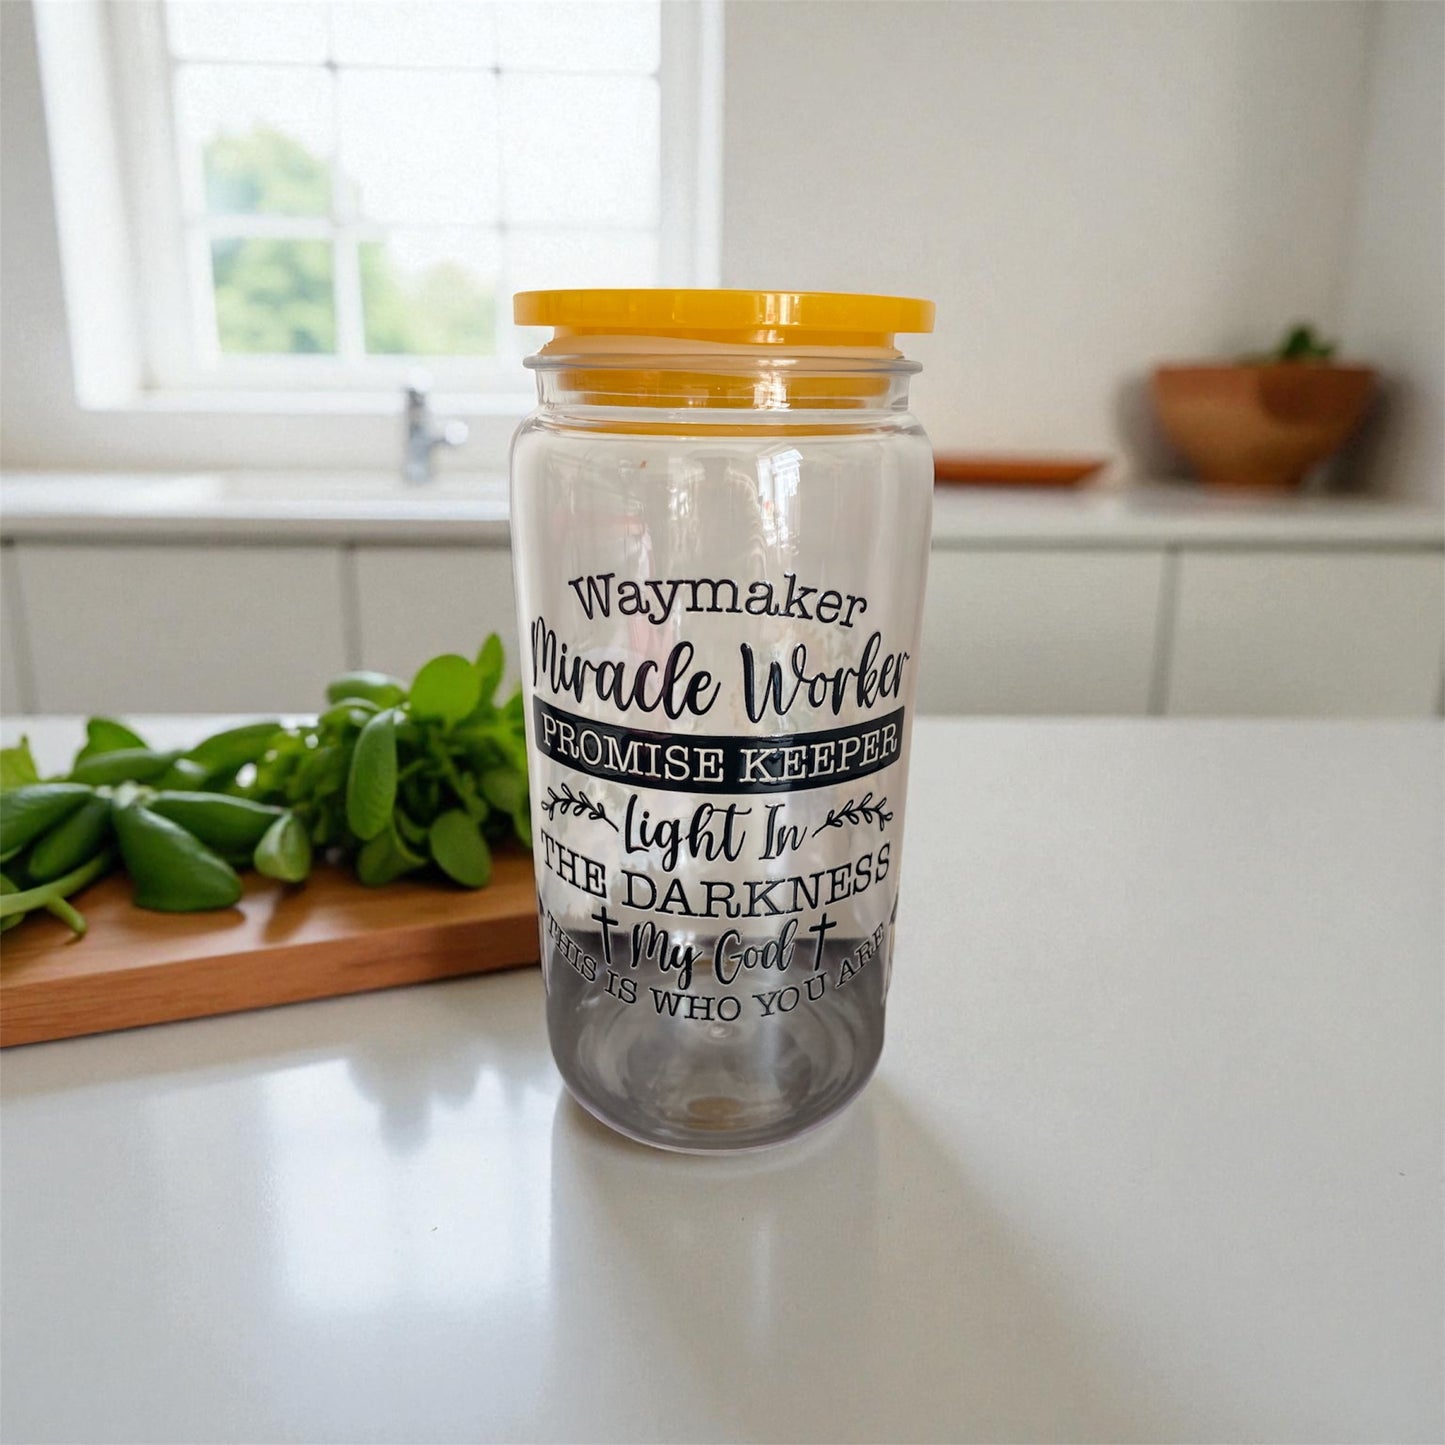 Waymaker
Miracle Worker
PROMISE KEEPER
Light In
THE DARKNESS
My God
THIS IS WHO YOU ARE